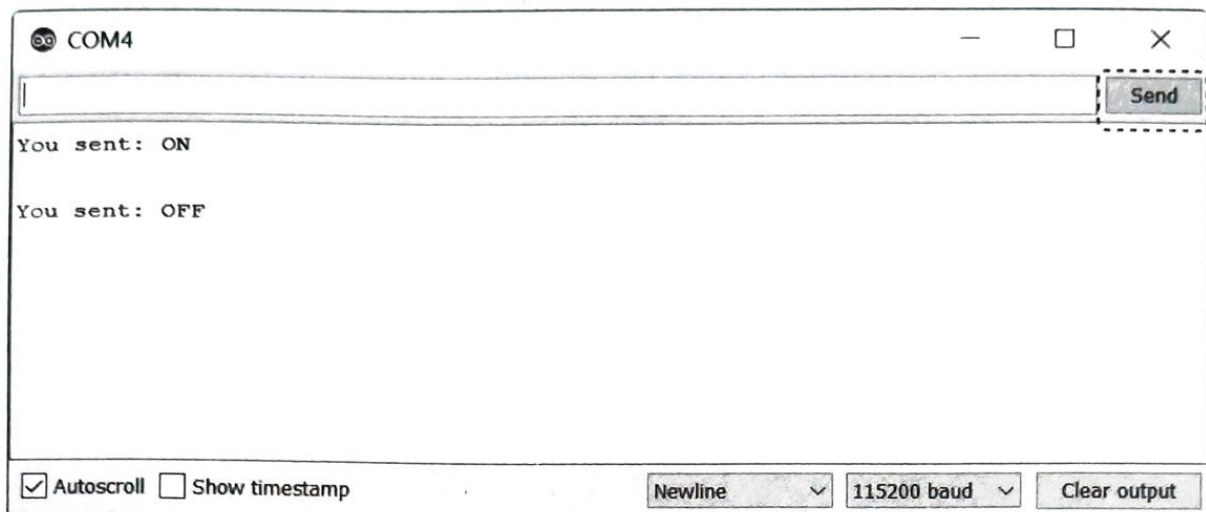 COM4
Send
You sent: ON
You sent: OFF
Autoscroll Show timestamp Newline 115200 baud Clear output